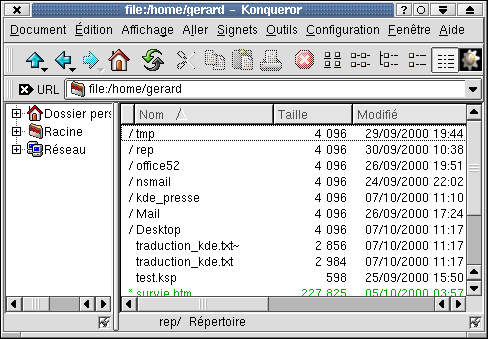 file:/home/gerard - Konqueror
Document Édition Affichage Aller Signets Outils Configuration Fenêtre Aide
URL file:/home/gerard
Dossier pers
Racine
Réseau
Nom Taille Modifié
/ tmp 4 096 29/09/2000 19:44
/ rep 4 096 30/09/2000 10:38
/ office52 4 096 26/09/2000 19:51
/ nsmail 4 096 24/09/2000 22:02
/ kde_presse 4 096 07/10/2000 11:10
/ Mail 4 096 26/09/2000 17:24
/ Desktop 4 096 07/10/2000 11:17
traduction_kde.txt~ 2 856 07/10/2000 11:17
traduction_kde.txt 2 984 07/10/2000 11:17
test.ksp 598 25/09/2000 15:50
* survie.htm 227 825 05/10/2000 03:57
rep/ Répertoire